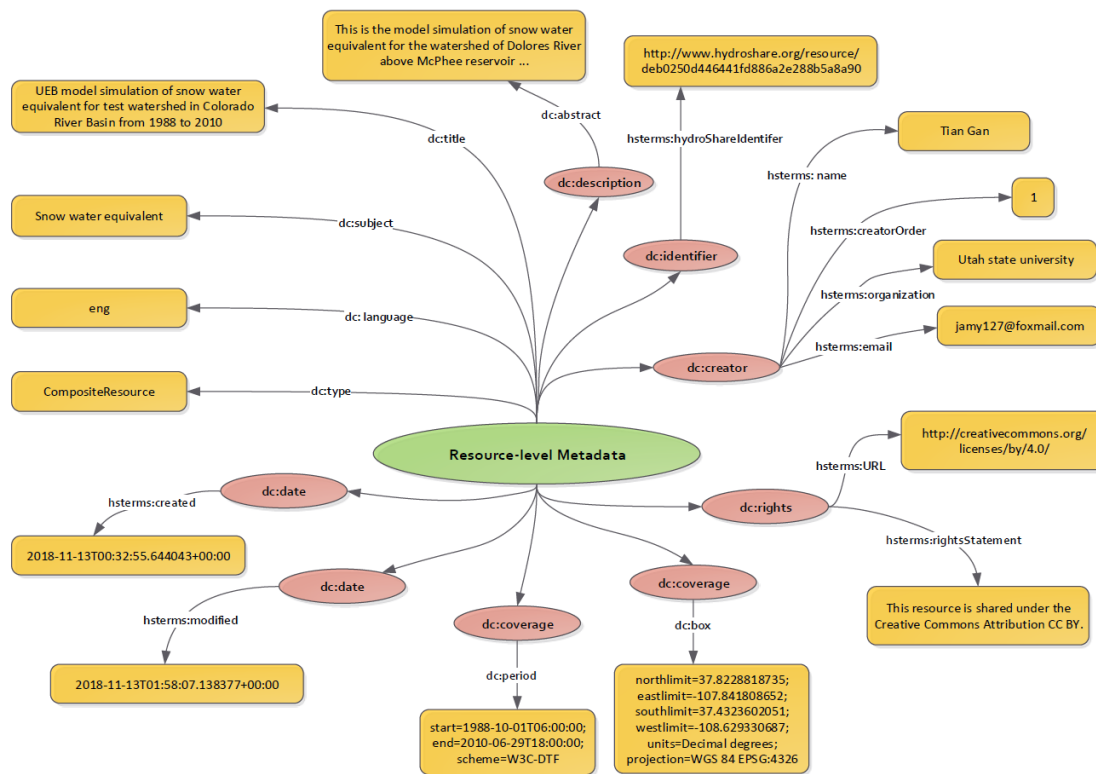 This is the model simulation of snow water
equivalent for the watershed of Dolores River
above McPhee reservoir ...
http://www.hydroshare.org/resource/
deb0250d446441fd886a2e288b5a8a90
UEB model simulation of snow water
equivalent for test watershed in Colorado
River Basin from 1988 to 2010
dc:abstract
dc:title
hsterms:hydroShareIdentifer
Tian Gan
dc:description
hsterms: name
Snow water equivalent
dc:subject
1
hsterms:creatorOrder
dc:identifier
Utah state university
hsterms:organization
eng
dc: language
jamy127@foxmail.com
hsterms:email
dc:creator
CompositeResource
dc:type
http://creativecommons.org/
licenses/by/4.0/
Resource-level Metadata
hsterms:URL
dc:date
hsterms:created
dc:rights
hsterms:rightsStatement
2018-11-13T00:32:55.644043+00:00
dc:date
dc:coverage
hsterms:modified
dc:coverage
dc:box
This resource is shared under the
Creative Commons Attribution CC BY.
2018-11-13T01:58:07.138377+00:00
dc:period
northlimit=37.8228818735;
eastlimit=-107.841808652;
southlimit=37.4323602051;
westlimit=-108.629330687;
units=Decimal degrees;
projection=WGS 84 EPSG:4326
start=1988-10-01T06:00:00;
end=2010-06-29T18:00:00;
scheme=W3C-DTF